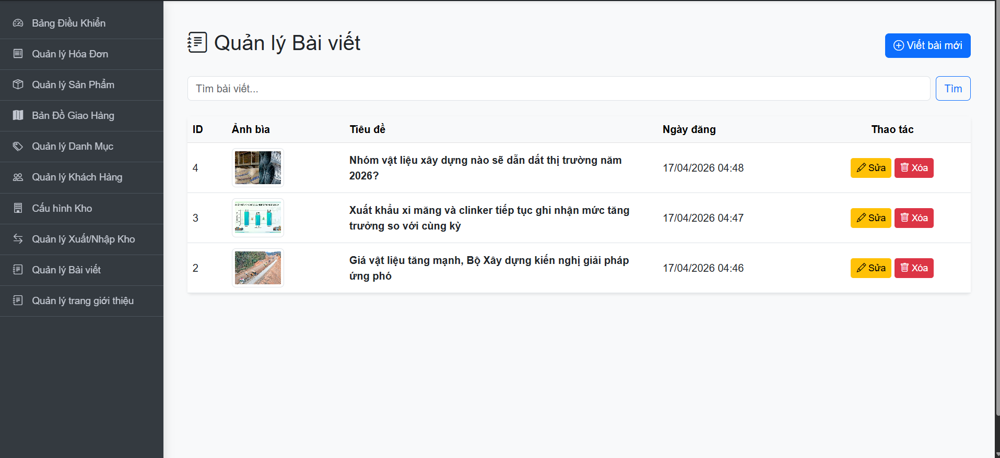 Bảng Điều Khiển
Quản lý Hóa Đơn
Quản lý Sản Phẩm
Bản Đồ Giao Hàng
Quản lý Danh Mục
Quản lý Khách Hàng
Cấu hình Kho
Quản lý Xuất/Nhập Kho
Quản lý Bài viết
Quản lý trang giới thiệu
Quản lý Bài viết
Viết bài mới
Tìm bài viết...
Tìm
ID Ảnh bìa Tiêu đề Ngày đăng Thao tác
4 Nhóm vật liệu xây dựng nào sẽ dẫn dắt thị trường năm
2026?
17/04/2026 04:48 Sửa Xóa
3 Xuất khẩu xi măng và clinker tiếp tục ghi nhận mức tăng
trưởng so với cùng kỳ
17/04/2026 04:47 Sửa Xóa
2 Giá vật liệu tăng mạnh, Bộ Xây dựng kiến nghị giải pháp
ứng phó
17/04/2026 04:46 Sửa Xóa